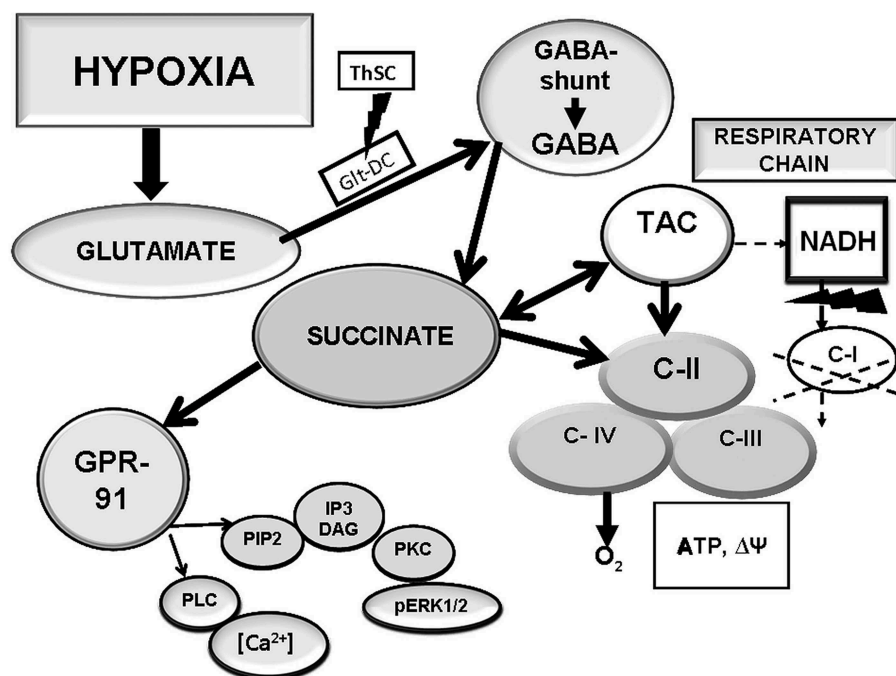 HYPOXIA
ThSC
Glt-DC
GABA-
shunt
GABA
RESPIRATORY
CHAIN
GLUTAMATE
TAC
NADH
SUCCINATE
C-II
C-I
C- IV
C-III
GPR-
91
IP3
DAG
PIP2
PKC
O₂
ATP, ΔΨ
PLC
pERK1/2
[Ca²⁺]